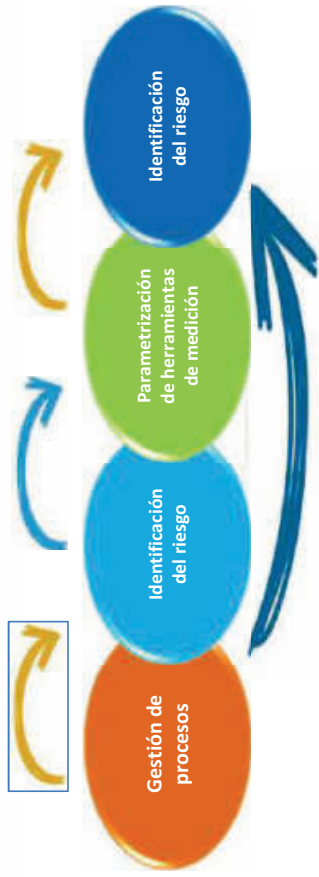 Gestión de
procesos
Identificación
del riesgo
Parametrización
de herramientas
de medición
Identificación
del riesgo